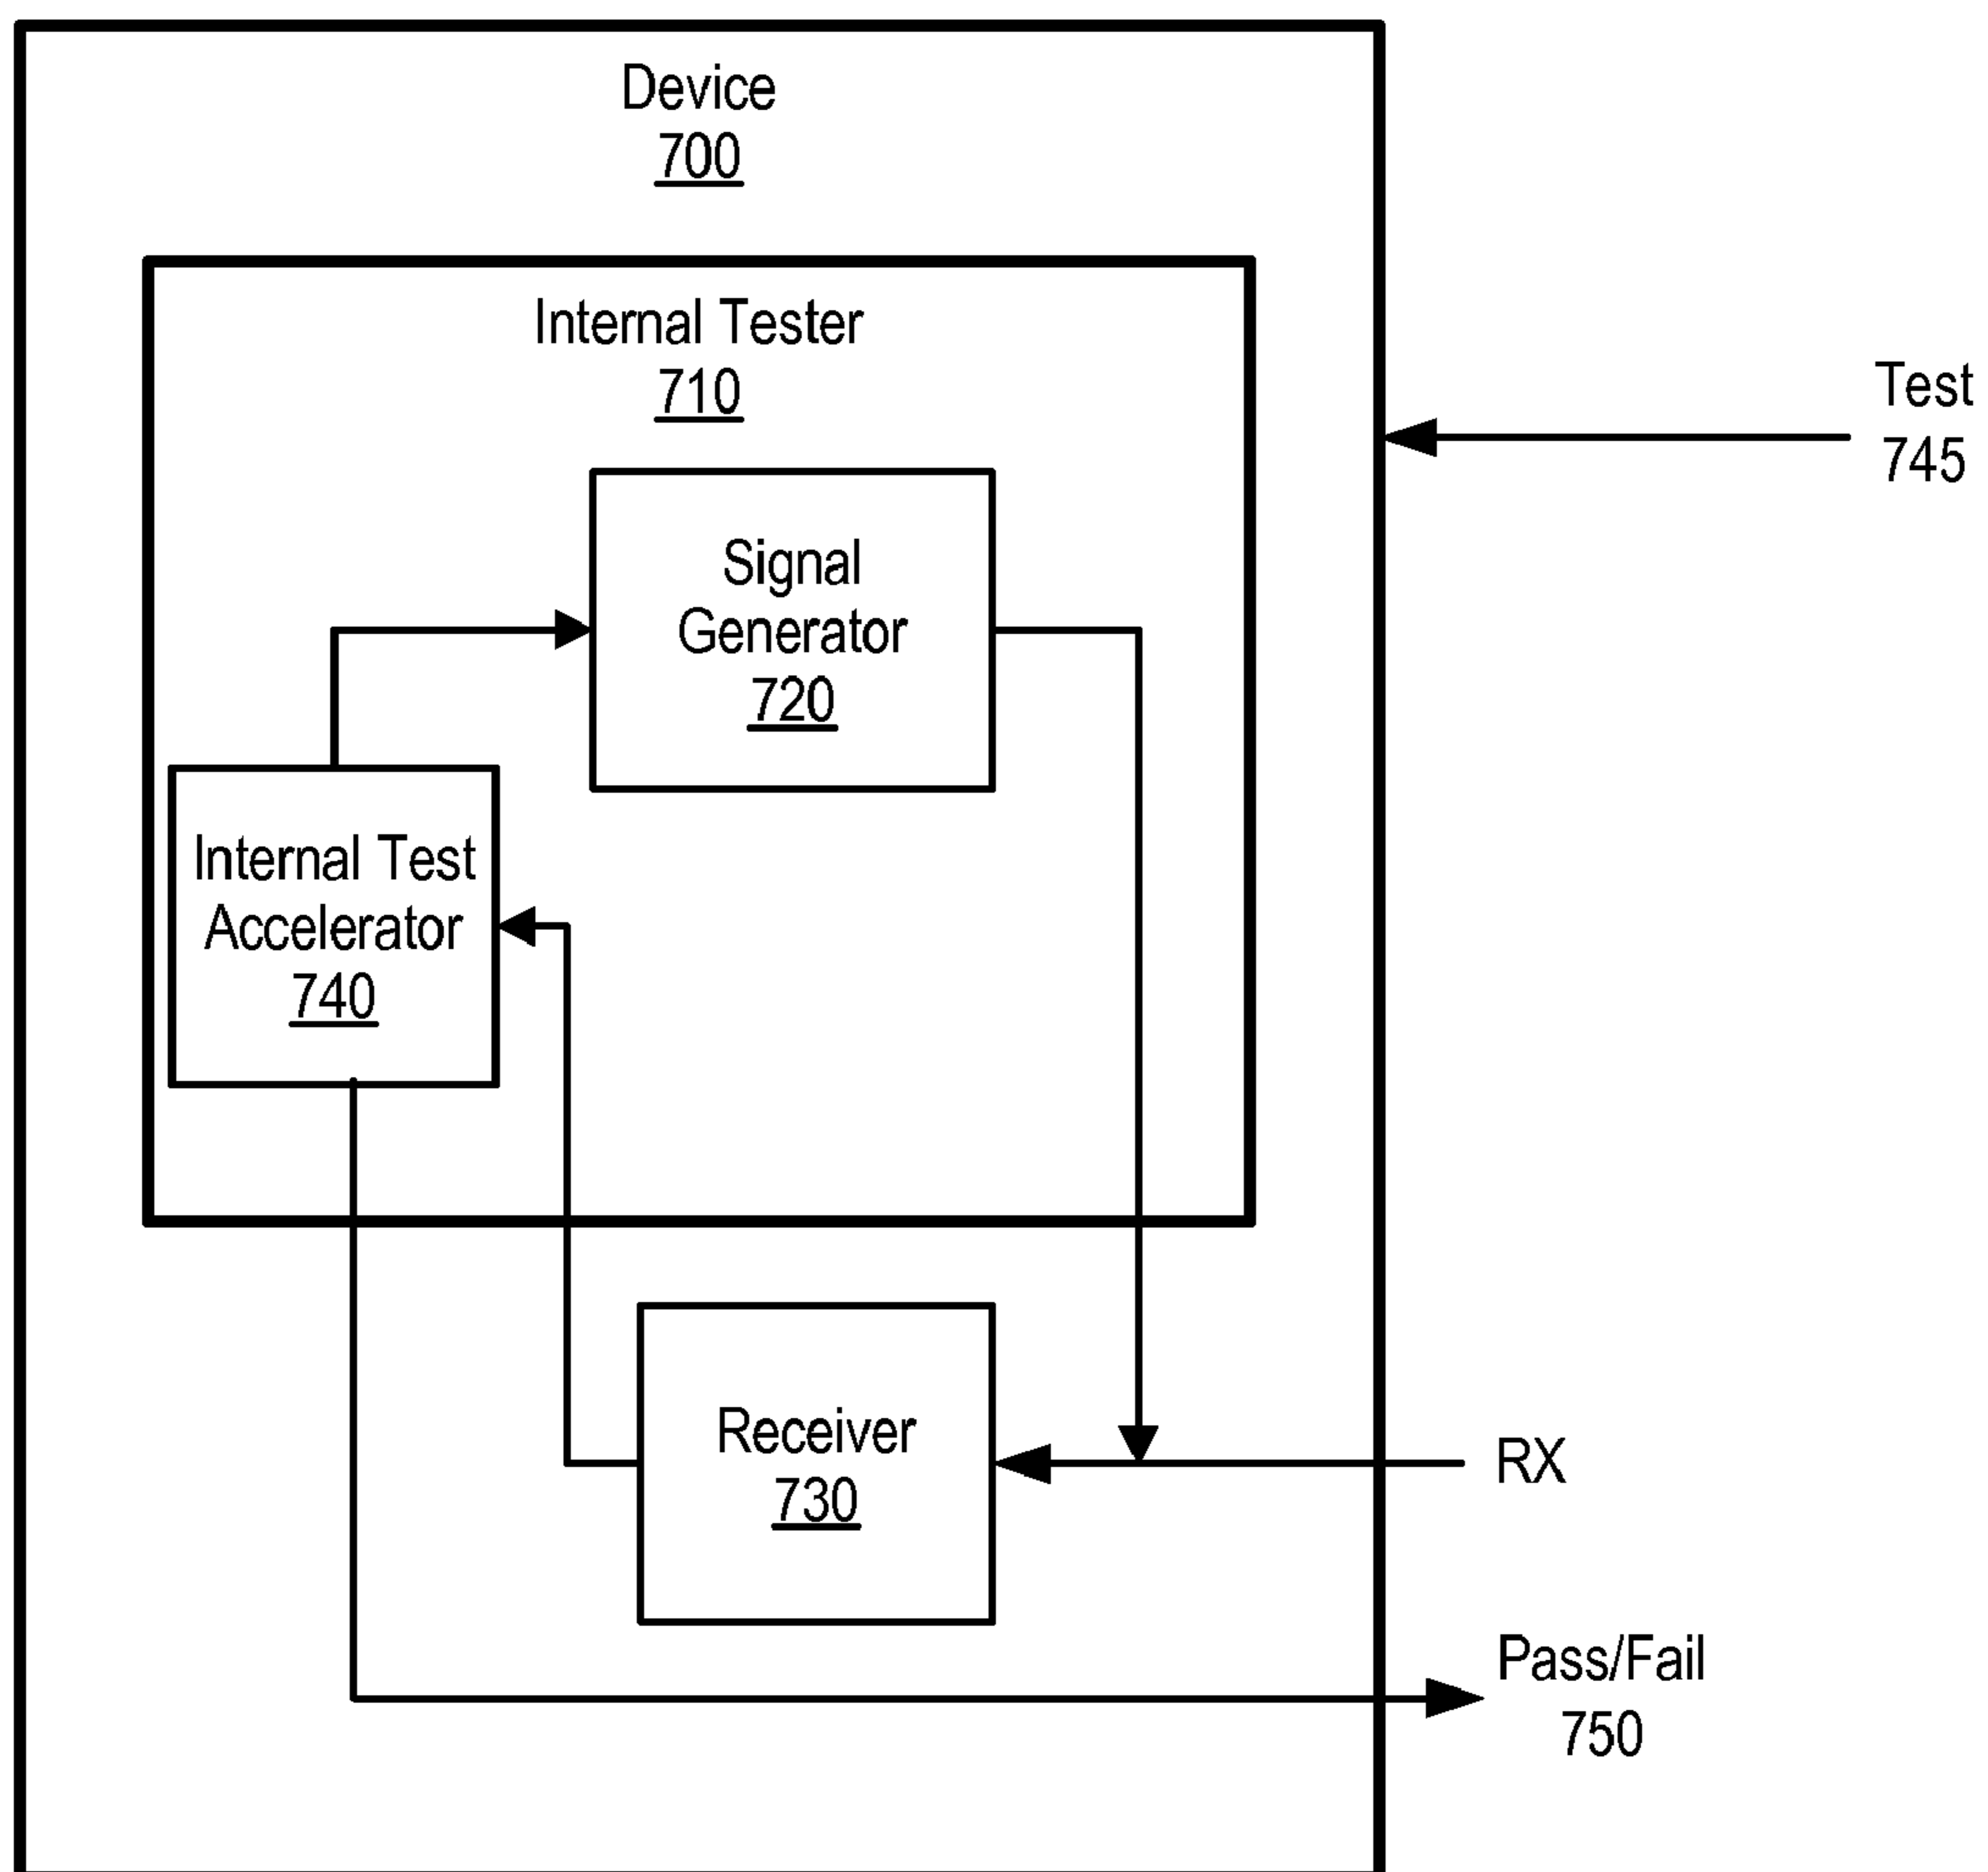 Device
700
Internal Tester
710
Test
745
Signal
Generator
720
Internal Test
Accelerator
740
Receiver
730
RX
Pass/Fail
750